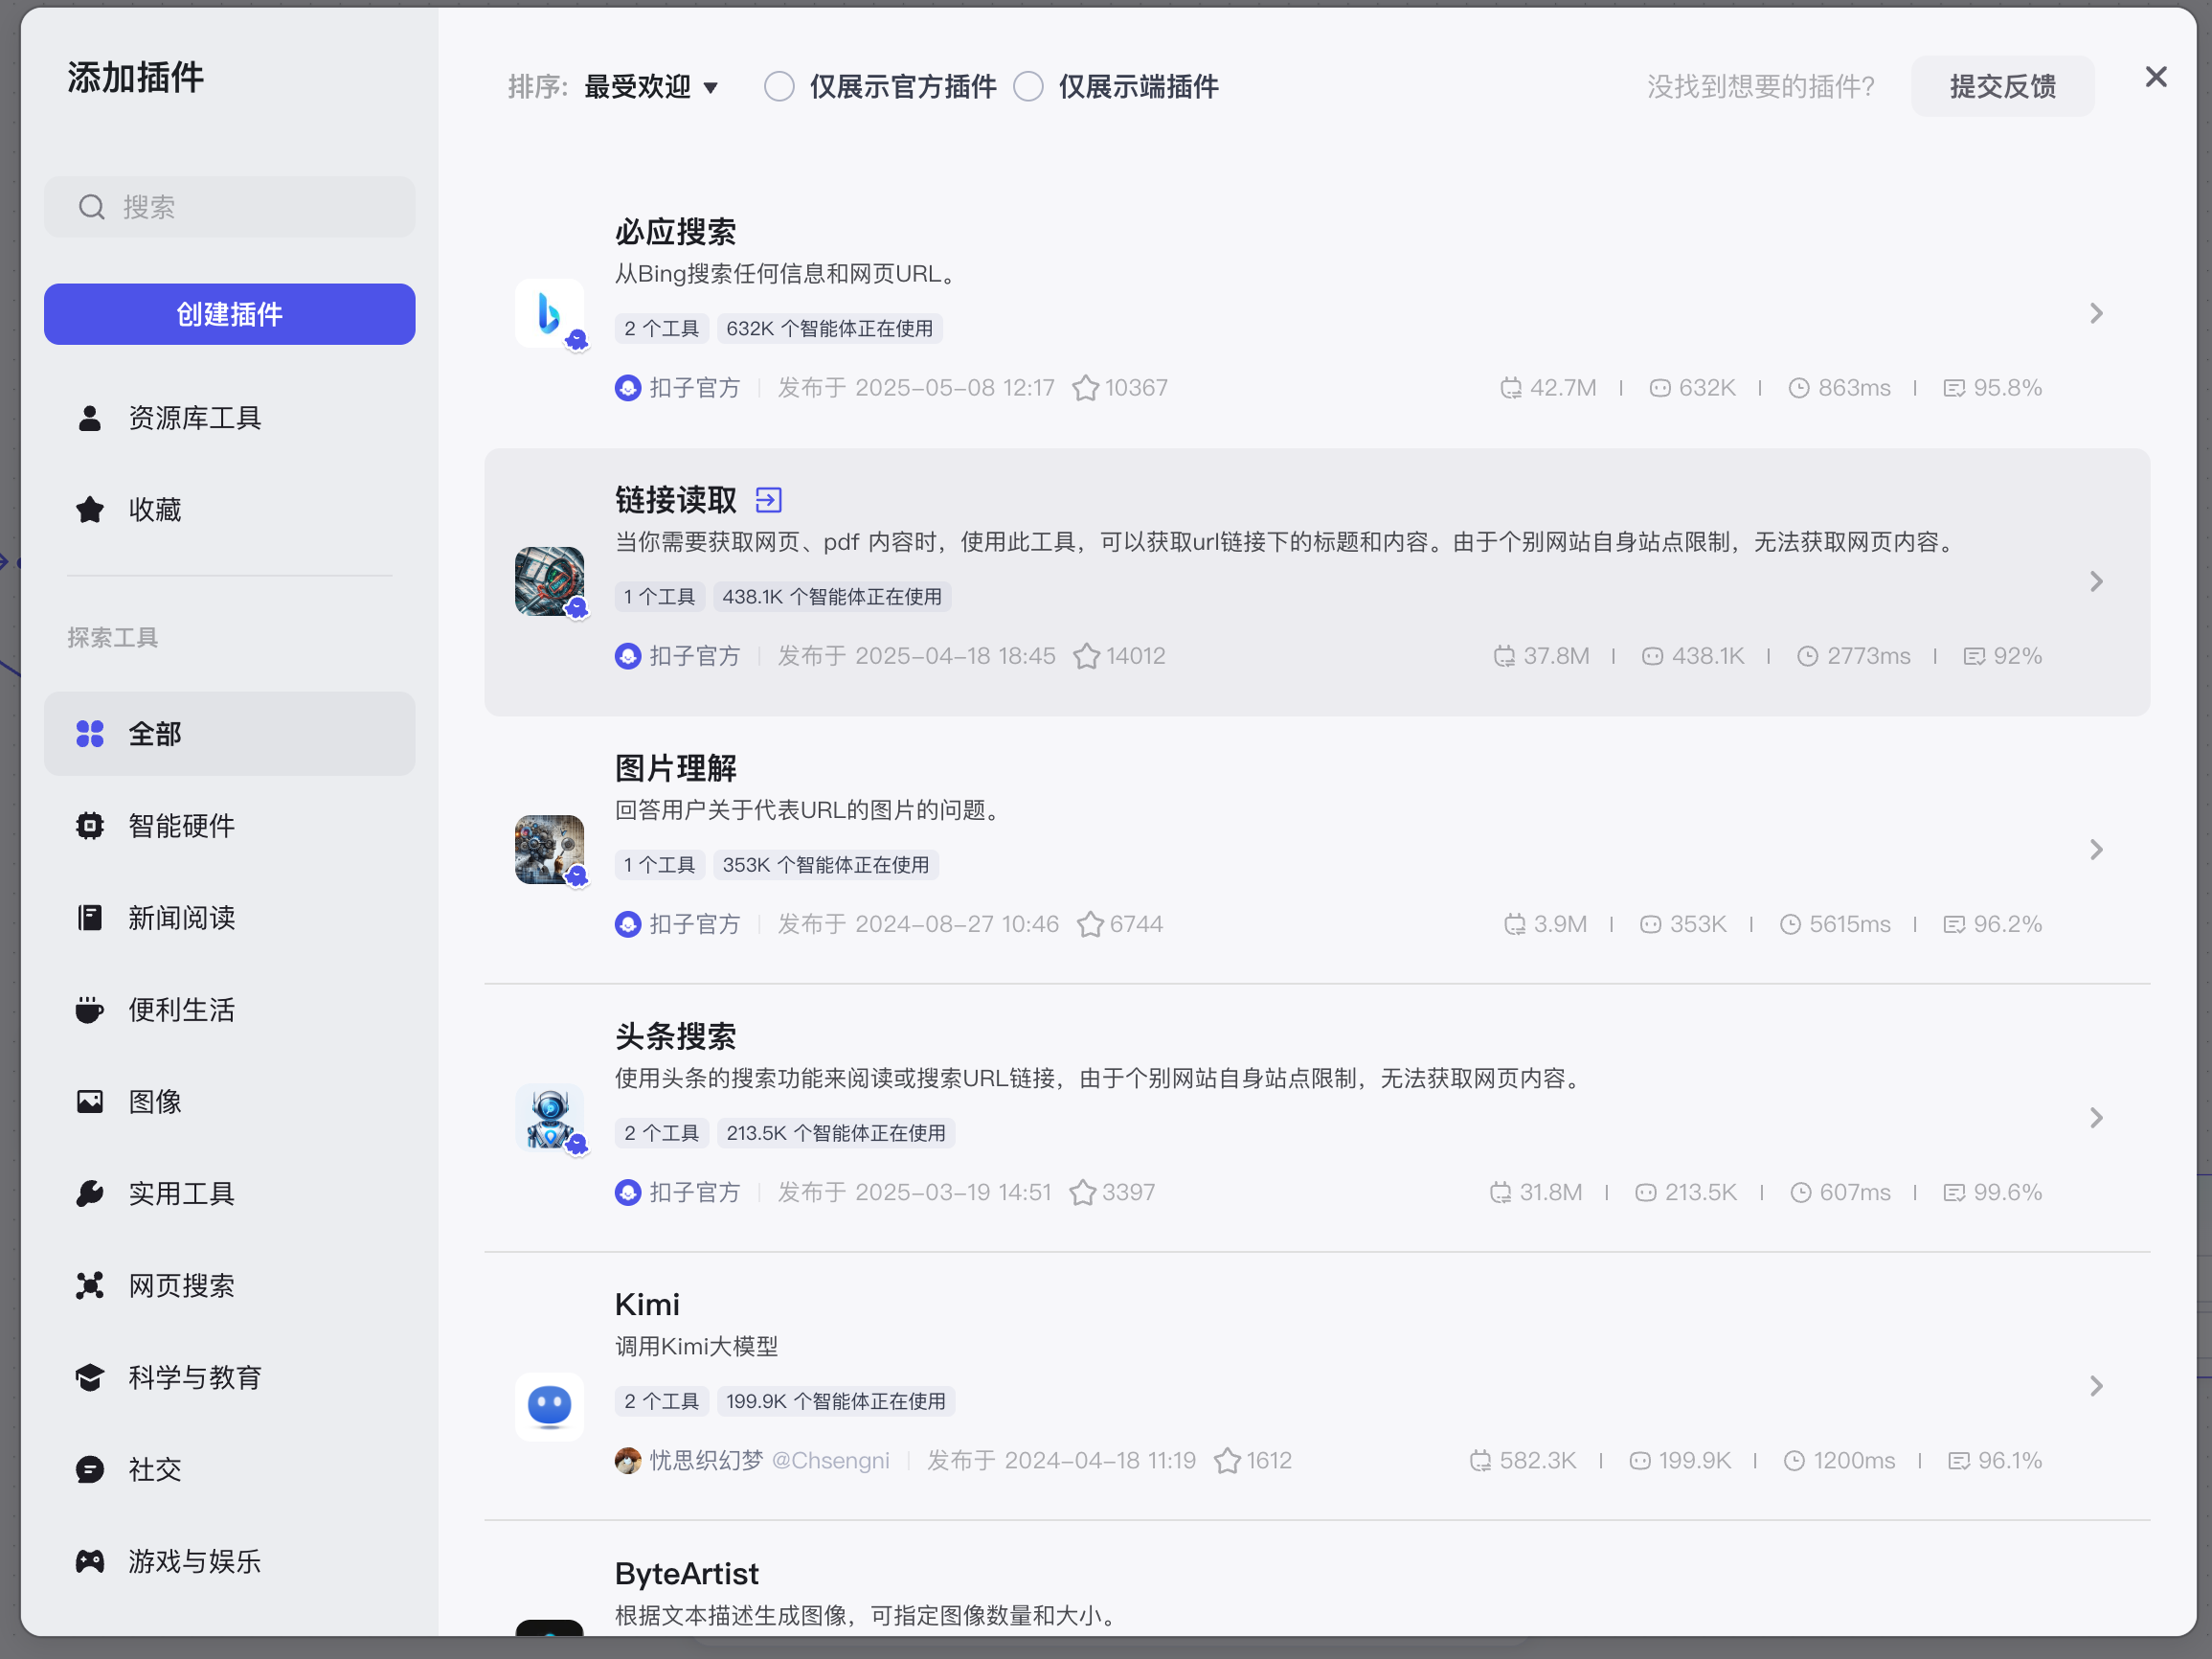 添加插件
搜索
创建插件
资源库工具
收藏
探索工具
全部
智能硬件
新闻阅读
便利生活
图像
实用工具
网页搜索
科学与教育
社交
游戏与娱乐
排序: 最受欢迎 仅展示官方插件 仅展示端插件 没找到想要的插件? 提交反馈
必应搜索
从Bing搜索任何信息和网页URL。
2 个工具 632K 个智能体正在使用
扣子官方 发布于 2025-05-08 12:17 10367 42.7M 632K 863ms 95.8%
链接读取
当你需要获取网页、pdf 内容时，使用此工具，可以获取url链接下的标题和内容。由于个别网站自身站点限制，无法获取网页内容。
1 个工具 438.1K 个智能体正在使用
扣子官方 发布于 2025-04-18 18:45 14012 37.8M 438.1K 2773ms 92%
图片理解
回答用户关于代表URL的图片的问题。
1 个工具 353K 个智能体正在使用
扣子官方 发布于 2024-08-27 10:46 6744 3.9M 353K 5615ms 96.2%
头条搜索
使用头条的搜索功能来阅读或搜索URL链接，由于个别网站自身站点限制，无法获取网页内容。
2 个工具 213.5K 个智能体正在使用
扣子官方 发布于 2025-03-19 14:51 3397 31.8M 213.5K 607ms 99.6%
Kimi
调用Kimi大模型
2 个工具 199.9K 个智能体正在使用
忧思织幻梦 @Chsengni 发布于 2024-04-18 11:19 1612 582.3K 199.9K 1200ms 96.1%
ByteArtist
根据文本描述生成图像，可指定图像数量和大小。